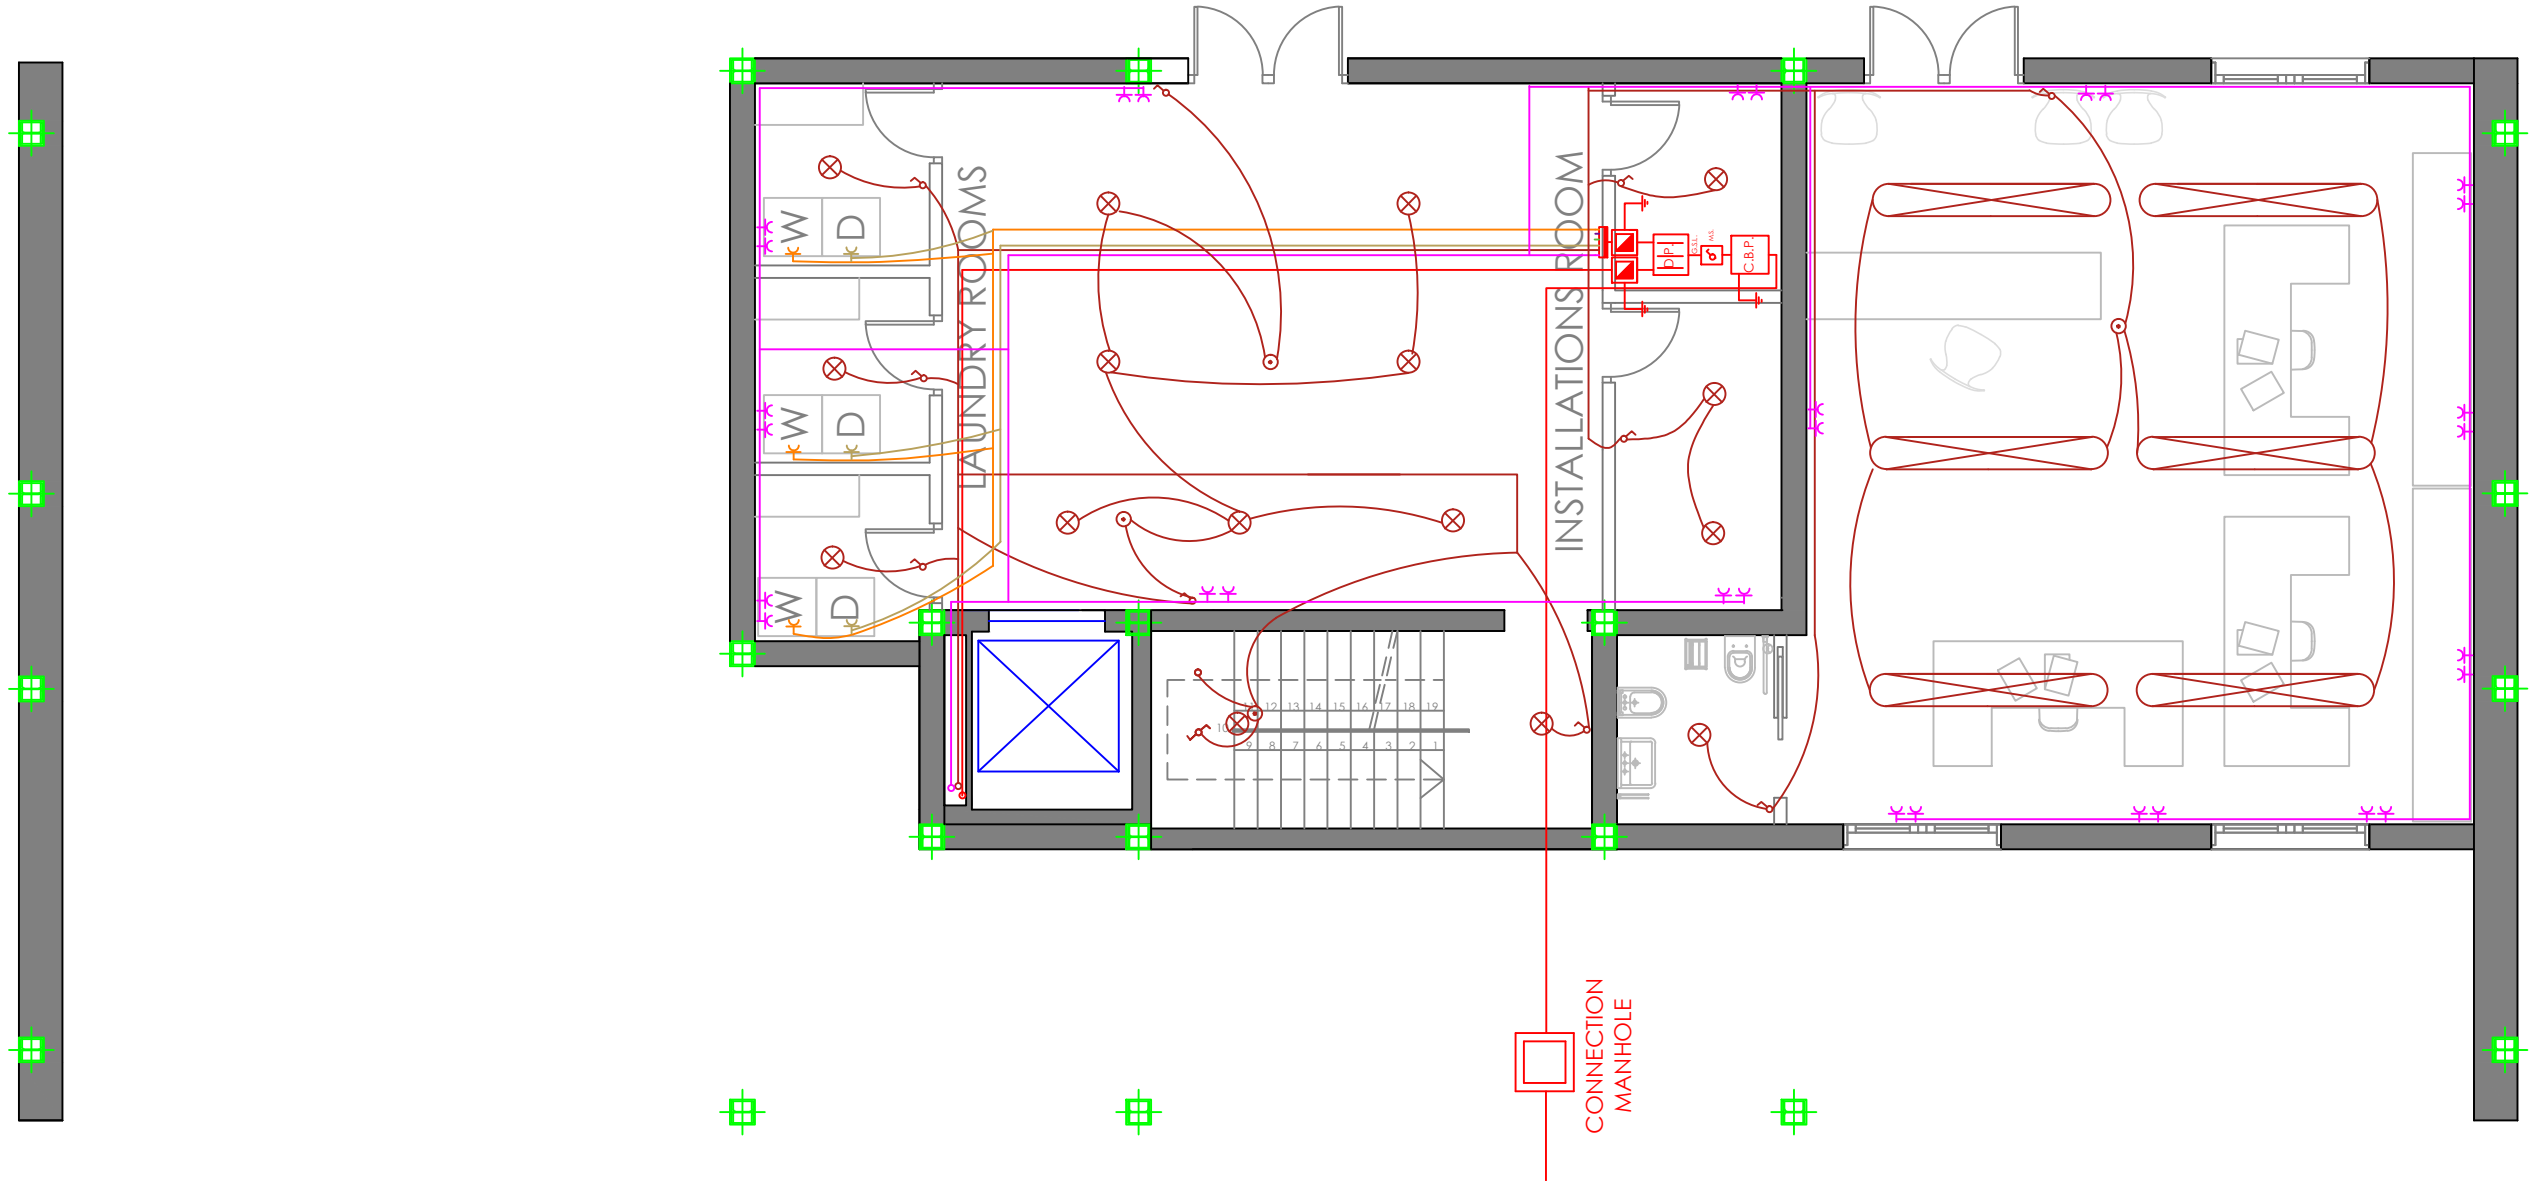 LAUNDRY ROOMS
INSTALLATIONS ROOM
W D
W D
W D
D.P.I.
G.S.L.
M.S.
C.B.P.
11 12 13 14 15 16 17 18 19
10
9 8 7 6 5 4 3 2 1
CONNECTION
MANHOLE